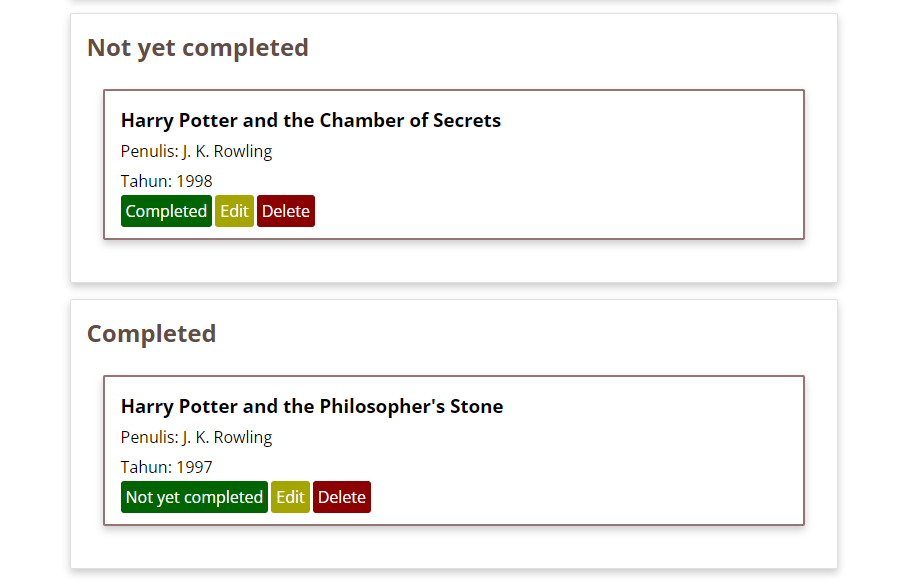 Not yet completed
Harry Potter and the Chamber of Secrets
Penulis: J. K. Rowling
Tahun: 1998
Completed Edit Delete
Completed
Harry Potter and the Philosopher's Stone
Penulis: J. K. Rowling
Tahun: 1997
Not yet completed Edit Delete